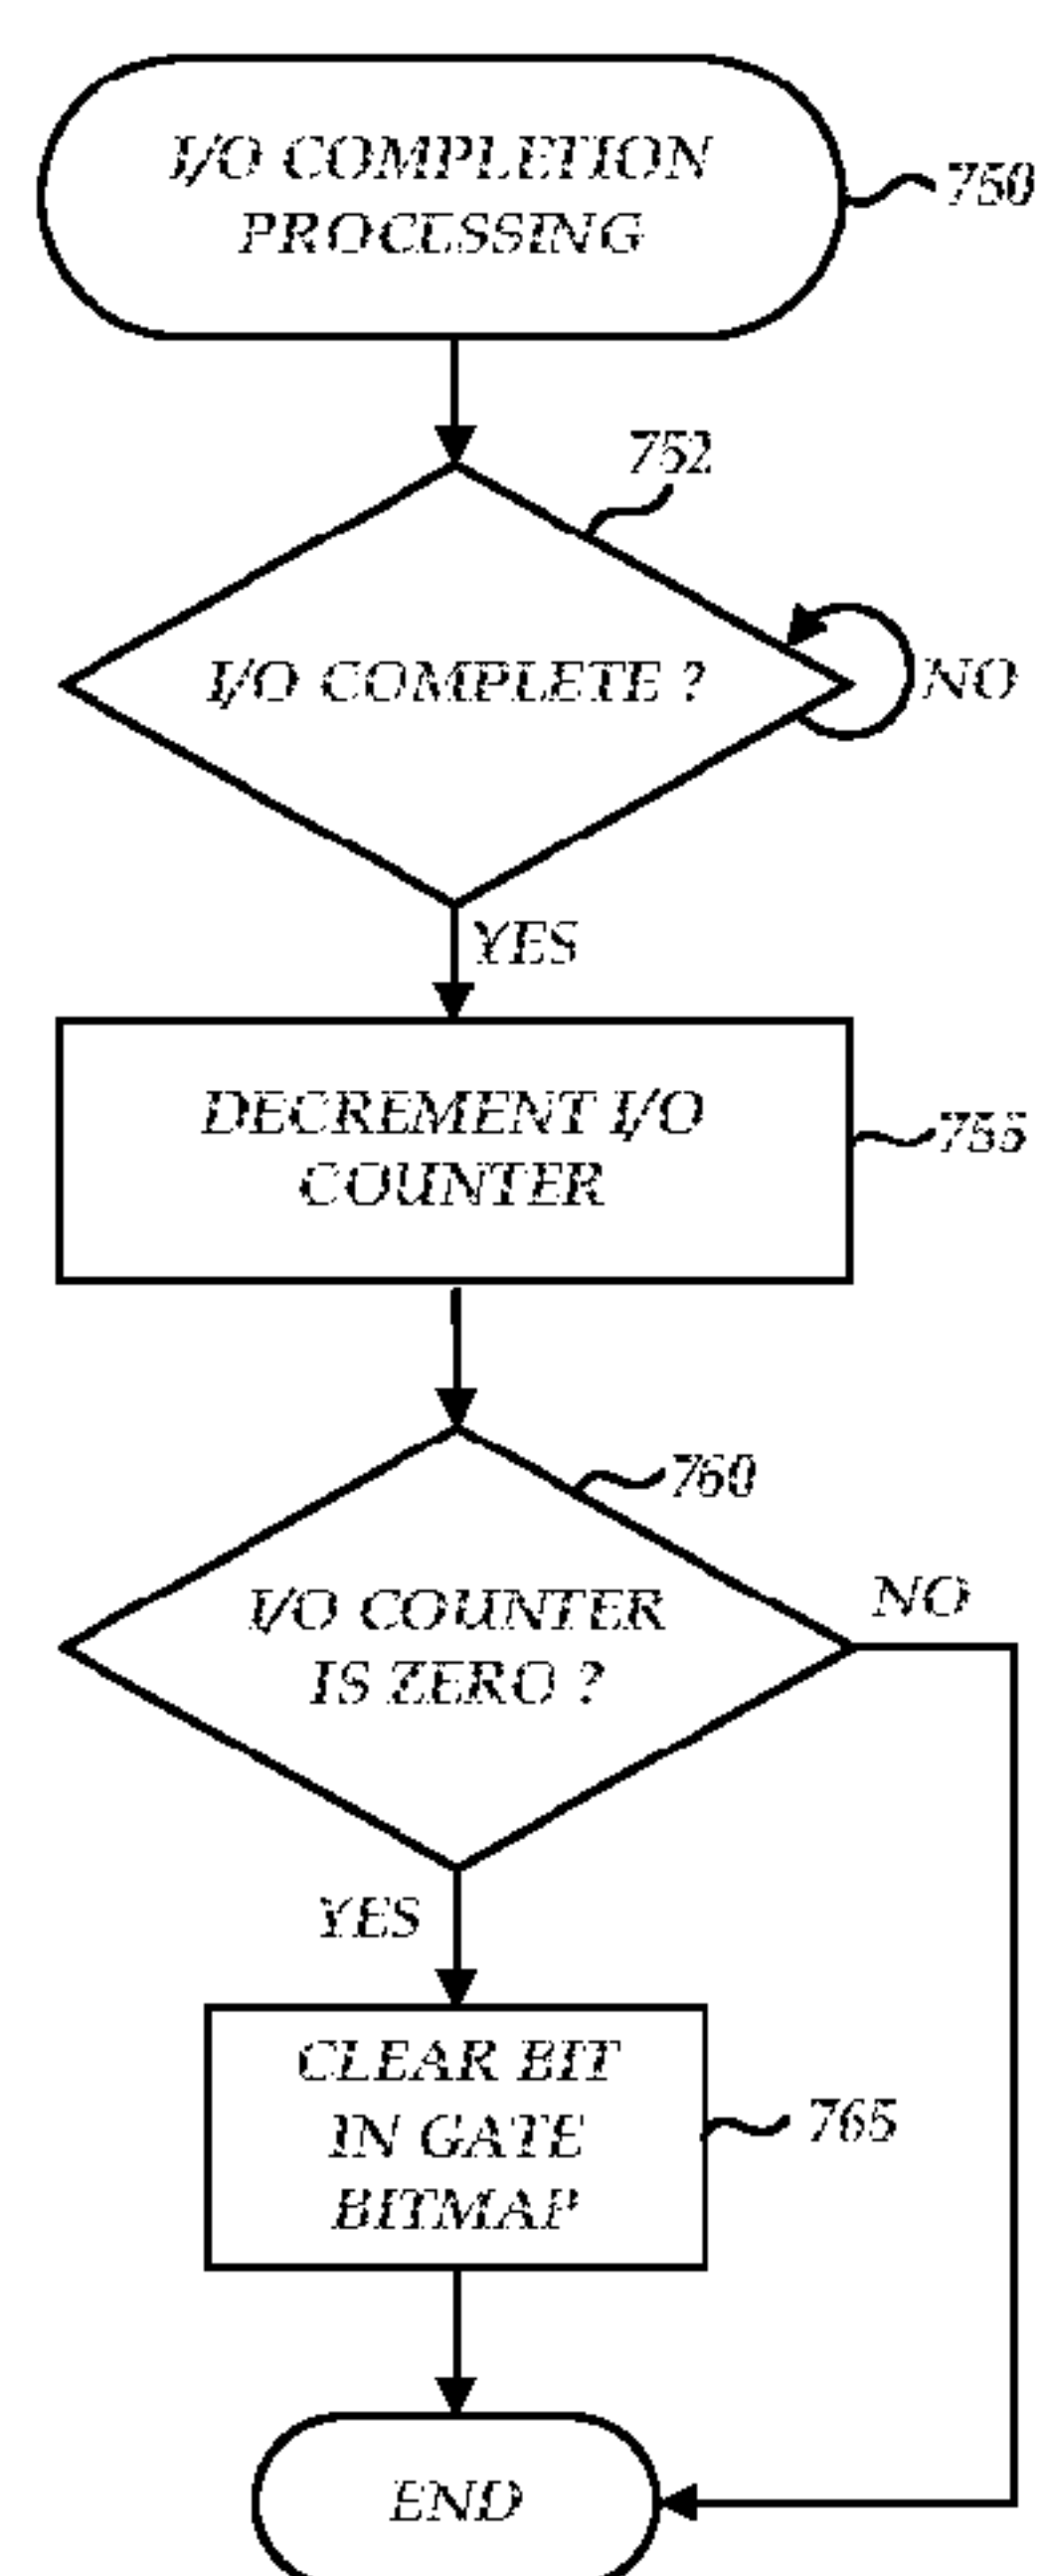 I/O COMPLETION
PROCESSING
750
752
I/O COMPLETE ?
NO
YES
DECREMENT I/O
COUNTER
755
760
I/O COUNTER
IS ZERO ?
NO
YES
CLEAR BIT
IN GATE
BITMAP
765
END